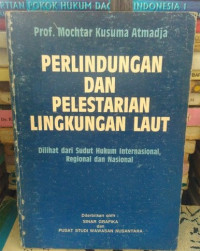 POKOK HUKUM DAG
INDONESIA 1
Prof. Mochtar Kusuma Atmadja
PERLINDUNGAN
DAN
PELESTARIAN
LINGKUNGAN LAUT
Dilihat dari Sudut Hukum Internasional,
Regional dan Nasional
Diterbitkan oleh :
SINAR GRAFIKA
dan
PUSAT STUDI WAWASAN NUSANTARA